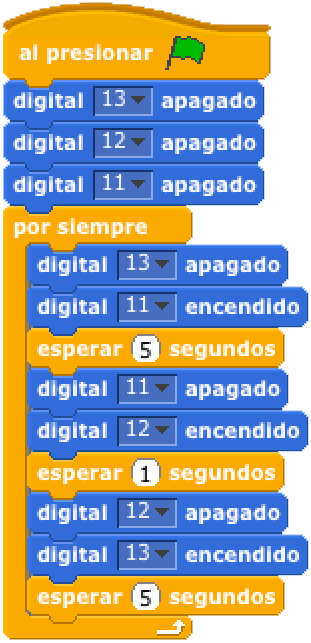 al presionar
digital 13 apagado
digital 12 apagado
digital 11 apagado
por siempre
digital 13 apagado
digital 11 encendido
esperar 5 segundos
digital 11 apagado
digital 12 encendido
esperar 1 segundos
digital 12 apagado
digital 13 encendido
esperar 5 segundos